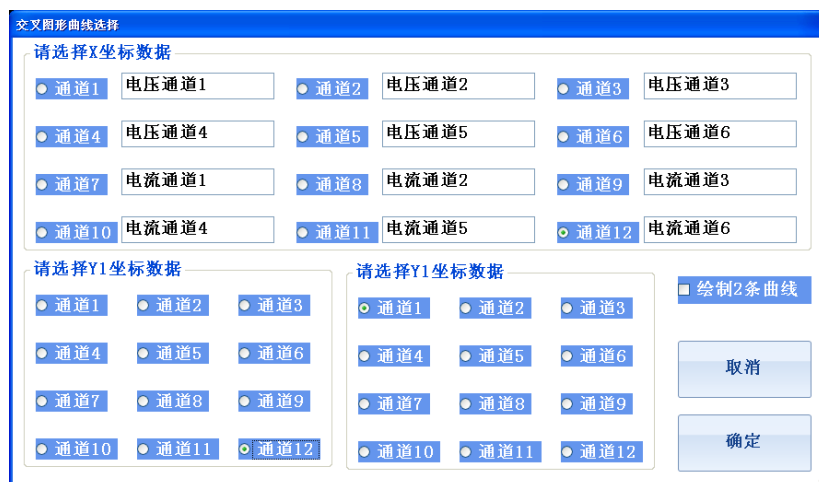 交叉图形曲线选择
请选择X坐标数据
通道1 电压通道1 通道2 电压通道2 通道3 电压通道3
通道4 电压通道4 通道5 电压通道5 通道6 电压通道6
通道7 电流通道1 通道8 电流通道2 通道9 电流通道3
通道10 电流通道4 通道11 电流通道5 通道12 电流通道6
请选择Y1坐标数据
通道1 通道2 通道3
通道4 通道5 通道6
通道7 通道8 通道9
通道10 通道11 通道12
请选择Y1坐标数据
通道1 通道2 通道3
通道4 通道5 通道6
通道7 通道8 通道9
通道10 通道11 通道12
绘制2条曲线
取消
确定